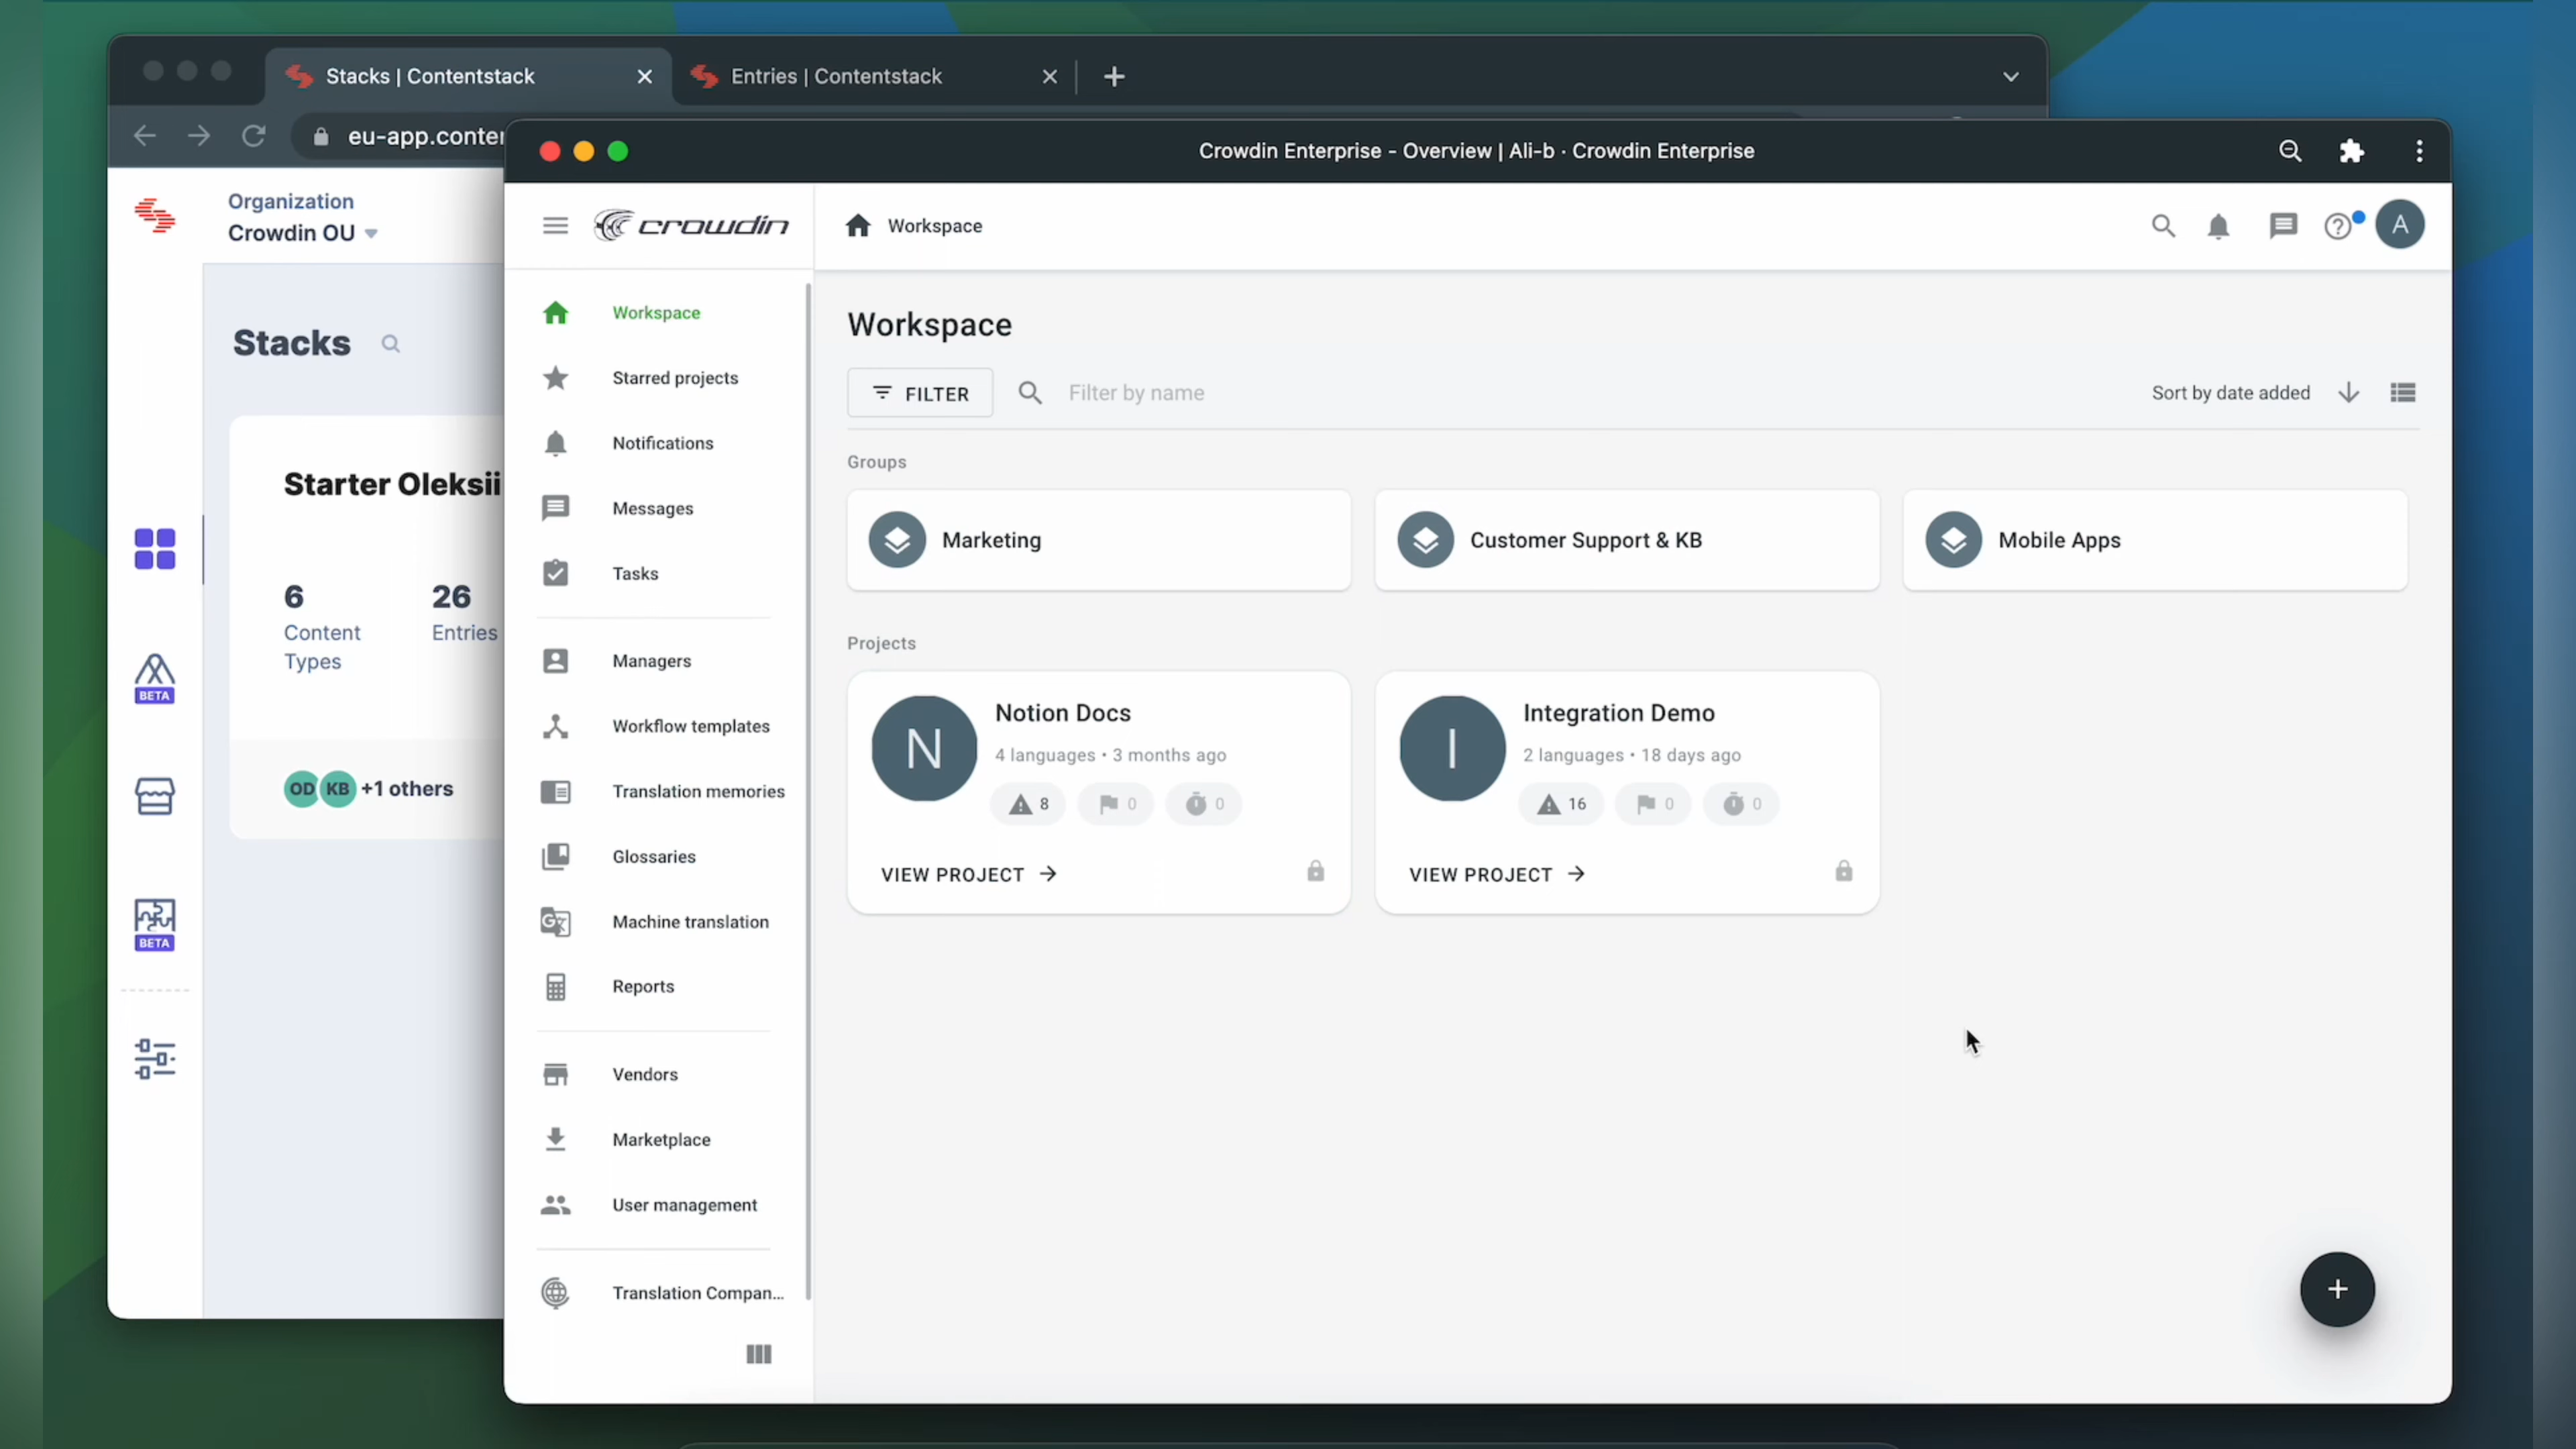 Stacks | Contentstack
Entries | Contentstack
eu-app.conter
Organization
Crowdin OU
Stacks
Starter Oleksii
6
Content
Types
26
Entries
OD KB +1 others
BETA
BETA
Crowdin Enterprise - Overview | Ali-b · Crowdin Enterprise
crowdin
Workspace
A
Workspace
Starred projects
Notifications
Messages
Tasks
Managers
Workflow templates
Translation memories
Glossaries
Machine translation
Reports
Vendors
Marketplace
User management
Translation Compan...
Workspace
FILTER
Filter by name
Sort by date added
Groups
Marketing
Customer Support & KB
Mobile Apps
Projects
N
Notion Docs
4 languages • 3 months ago
8 0 0
VIEW PROJECT
I
Integration Demo
2 languages • 18 days ago
16 0 0
VIEW PROJECT